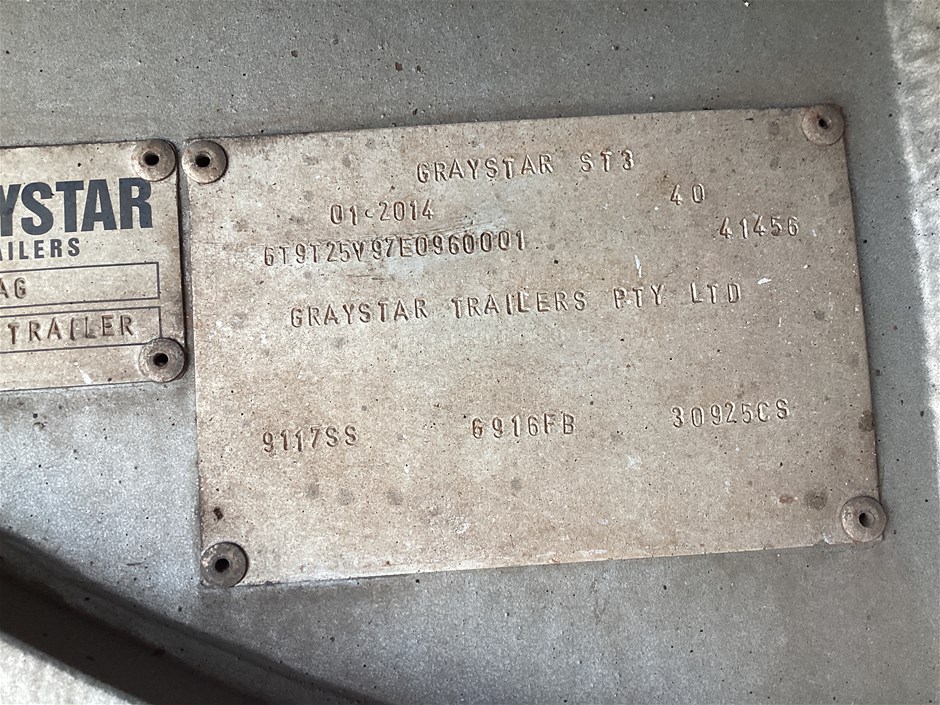 YSTAR
AILERS
AG
TRAILER
GRAYSTAR ST3
01-2014 40
6T9T25V97E0960001 41456
GRAYSTAR TRAILERS PTY LTD
9117SS 6916FB 30925CS